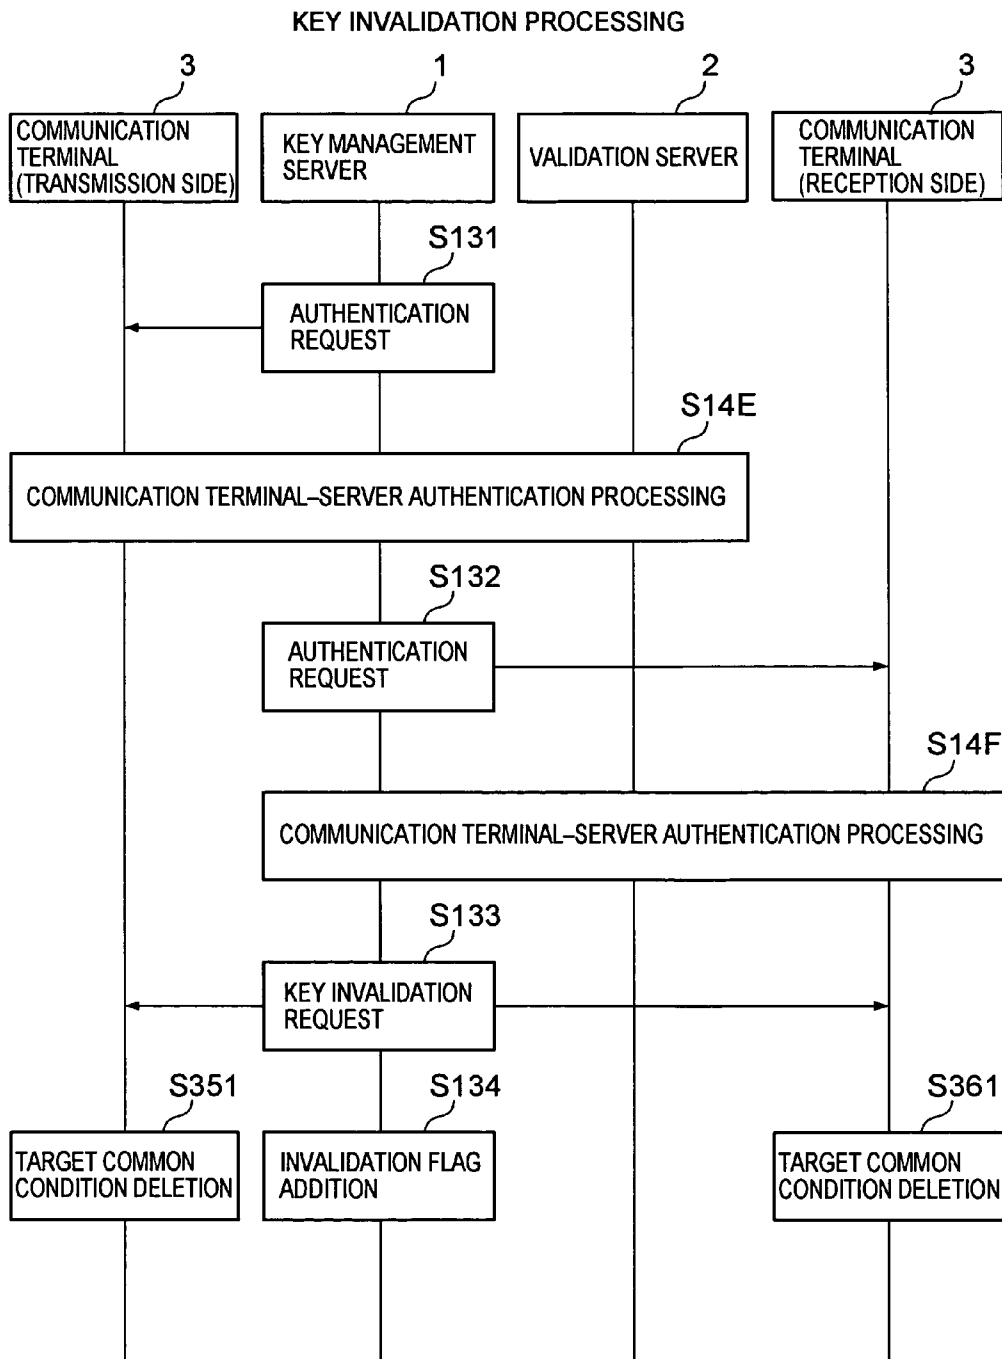 KEY INVALIDATION PROCESSING
3
1
2
3
COMMUNICATION
TERMINAL
(TRANSMISSION SIDE)
KEY MANAGEMENT
SERVER
VALIDATION SERVER
COMMUNICATION
TERMINAL
(RECEPTION SIDE)
S131
AUTHENTICATION
REQUEST
S14E
COMMUNICATION TERMINAL–SERVER AUTHENTICATION PROCESSING
S132
AUTHENTICATION
REQUEST
S14F
COMMUNICATION TERMINAL–SERVER AUTHENTICATION PROCESSING
S133
KEY INVALIDATION
REQUEST
S351
S134
S361
TARGET COMMON
CONDITION DELETION
INVALIDATION FLAG
ADDITION
TARGET COMMON
CONDITION DELETION